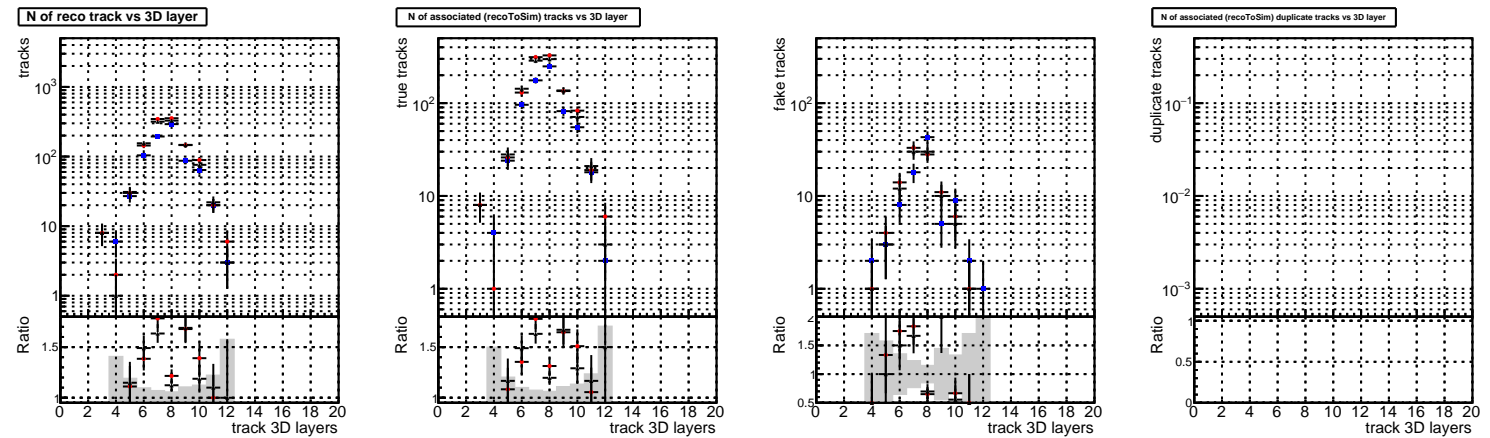 N of reco track vs 3D layer
tracks
10³
10²
10
1
Ratio
1.5
1
0 2 4 6 8 10 12 14 16 18 20
track 3D layers
N of associated (recoToSim) tracks vs 3D layer
true tracks
10²
10
1
Ratio
1.5
1
0 2 4 6 8 10 12 14 16 18 20
track 3D layers
fake tracks
10²
10
1
Ratio
2
1.5
1
0.5
0 2 4 6 8 10 12 14 16 18 20
track 3D layers
N of associated (recoToSim) duplicate tracks vs 3D layer
duplicate tracks
10⁻¹
10⁻²
10⁻³
Ratio
1
0.5
0
0 2 4 6 8 10 12 14 16 18 20
track 3D layers